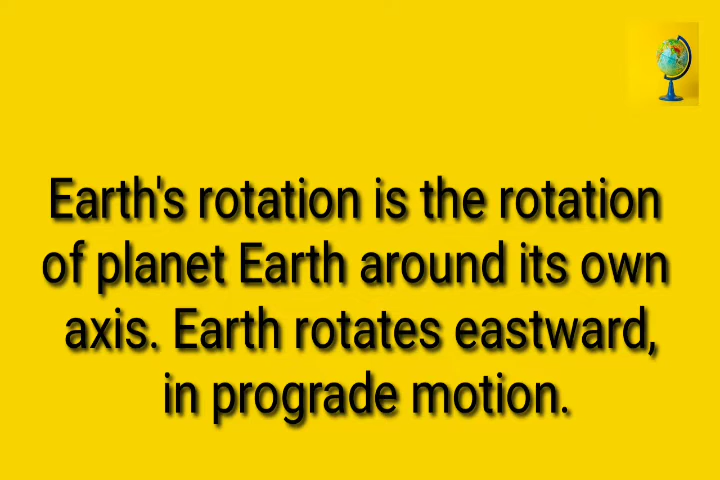 Earth's rotation is the rotation
of planet Earth around its own
axis. Earth rotates eastward,
in prograde motion.